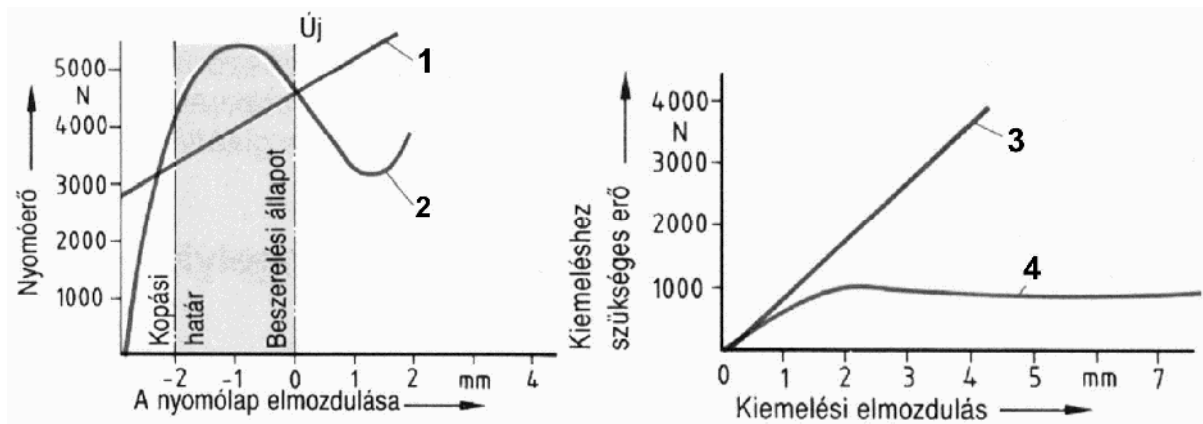 Új
5000
N
4000
3000
2000
1000
Nyomóerő
Kopási
határ
Beszerelési állapot
1
2
-2 -1 0 1 2 mm 4
A nyomólap elmozdulása
4000
N
3000
2000
1000
Kiemeléshez
szükséges erő
3
4
0 1 2 3 4 5 mm 7
Kiemelési elmozdulás